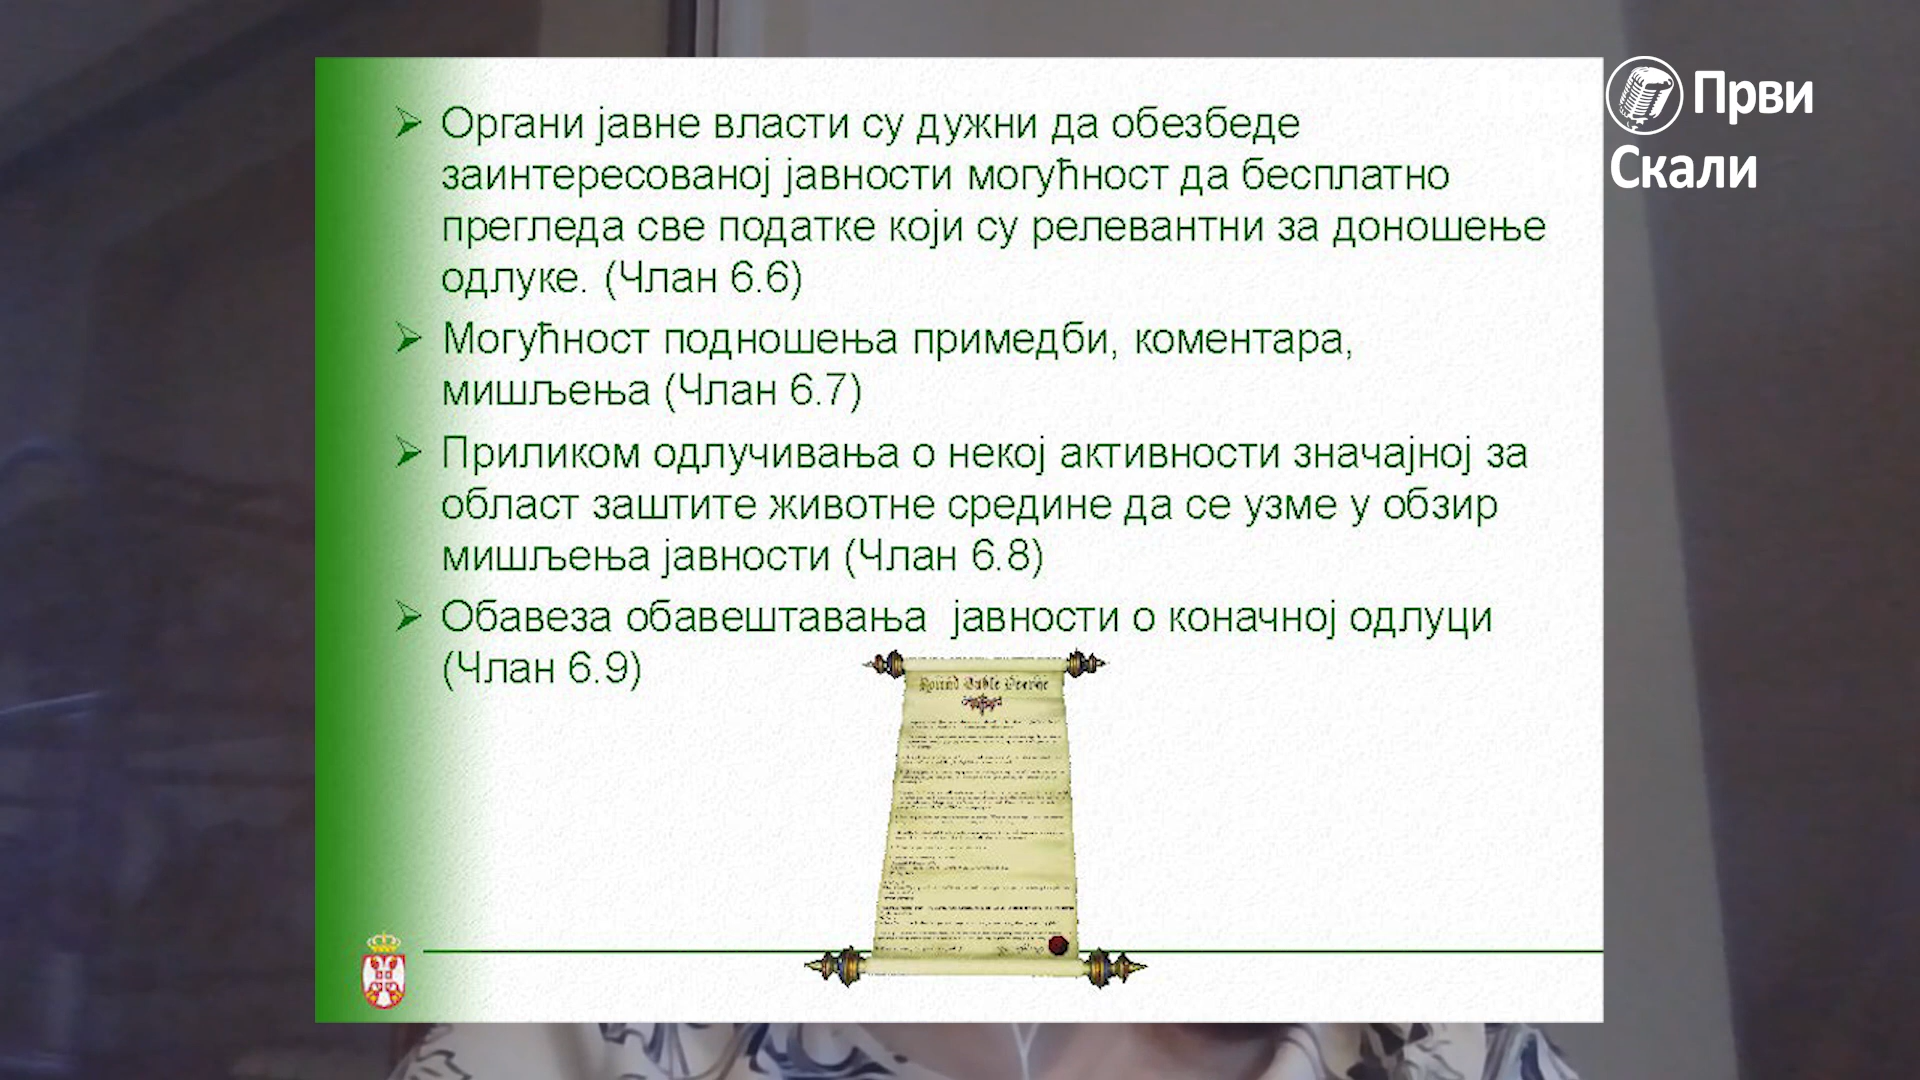 Органи јавне власти су дужни да обезбеде
заинтересованој јавности могућност да бесплатно
прегледа све податке који су релевантни за доношење
одлуке. (Члан 6.6)
Могућност подношења примедби, коментара,
мишљења (Члан 6.7)
Приликом одлучивања о некој активности значајној за
област заштите животне средине да се узме у обзир
мишљења јавности (Члан 6.8)
Обавеза обавештавања јавности о коначној одлуци
(Члан 6.9)
Први
Скали